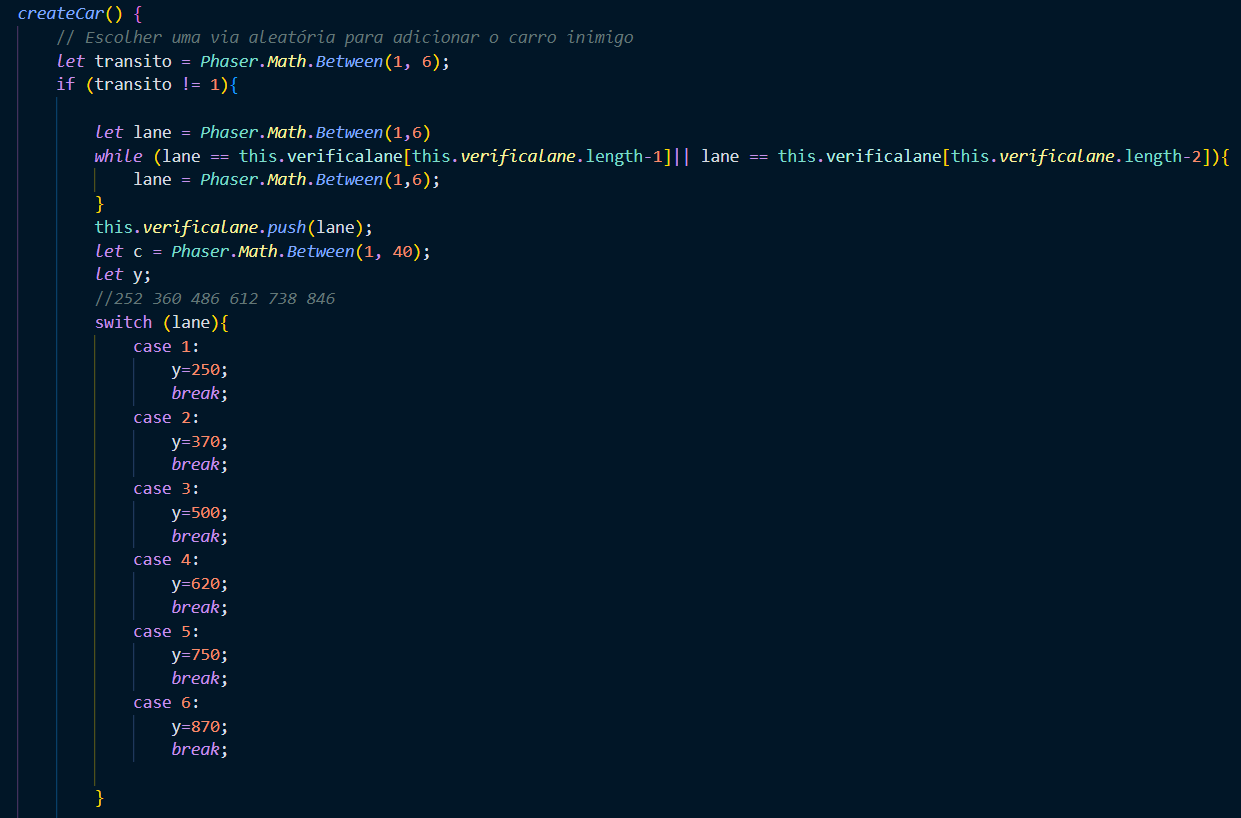 createCar() {
// Escolher uma via aleatória para adicionar o carro inimigo
let transito = Phaser.Math.Between(1, 6);
if (transito != 1){
let lane = Phaser.Math.Between(1,6)
while (lane == this.verificalane[this.verificalane.length-1]|| lane == this.verificalane[this.verificalane.length-2]){
lane = Phaser.Math.Between(1,6);
}
this.verificalane.push(lane);
let c = Phaser.Math.Between(1, 40);
let y;
//252 360 486 612 738 846
switch (lane){
case 1:
y=250;
break;
case 2:
y=370;
break;
case 3:
y=500;
break;
case 4:
y=620;
break;
case 5:
y=750;
break;
case 6:
y=870;
break;
}